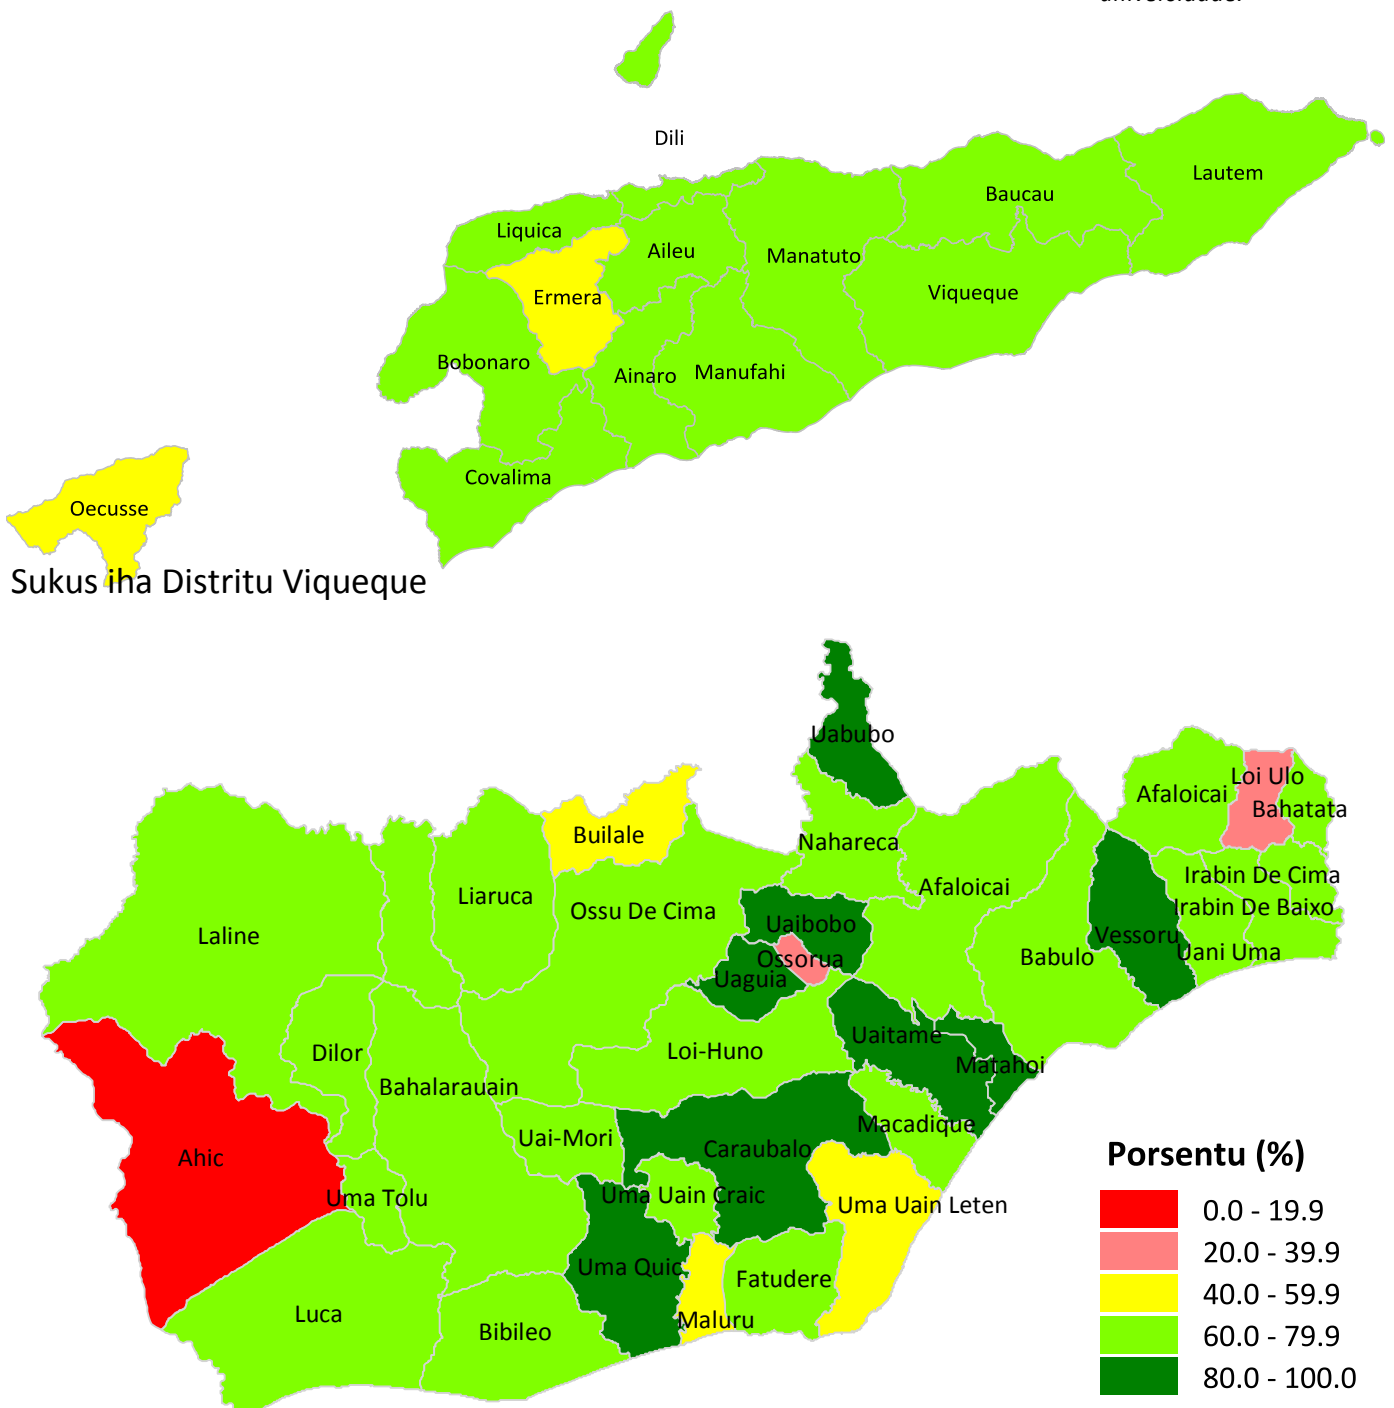 Dili
Lautem
Baucau
Liquica
Aileu
Manatuto
Viqueque
Ermera
Bobonaro
Ainaro
Manufahi
Covalima
Oecusse
Sukus iha Distritu Viqueque
Uabubo
Loi Ulo
Afaloicai
Bahatata
Builale
Nahareca
Irabin De Cima
Afaloicai
Liaruca
Ossu De Cima
Irabin De Baixo
Uaibobo
Laline
Vessoru
Uani Uma
Ossorua
Babulo
Uaguia
Uaitame
Dilor
Loi-Huno
Matahoi
Bahalarauain
Macadique
Uai-Mori
Caraubalo
Ahic
Uma Tolu
Uma Uain Craic
Uma Uain Leten
Uma Quic
Fatudere
Luca
Maluru
Bibileo
Porsentu (%)
0.0 - 19.9
20.0 - 39.9
40.0 - 59.9
60.0 - 79.9
80.0 - 100.0